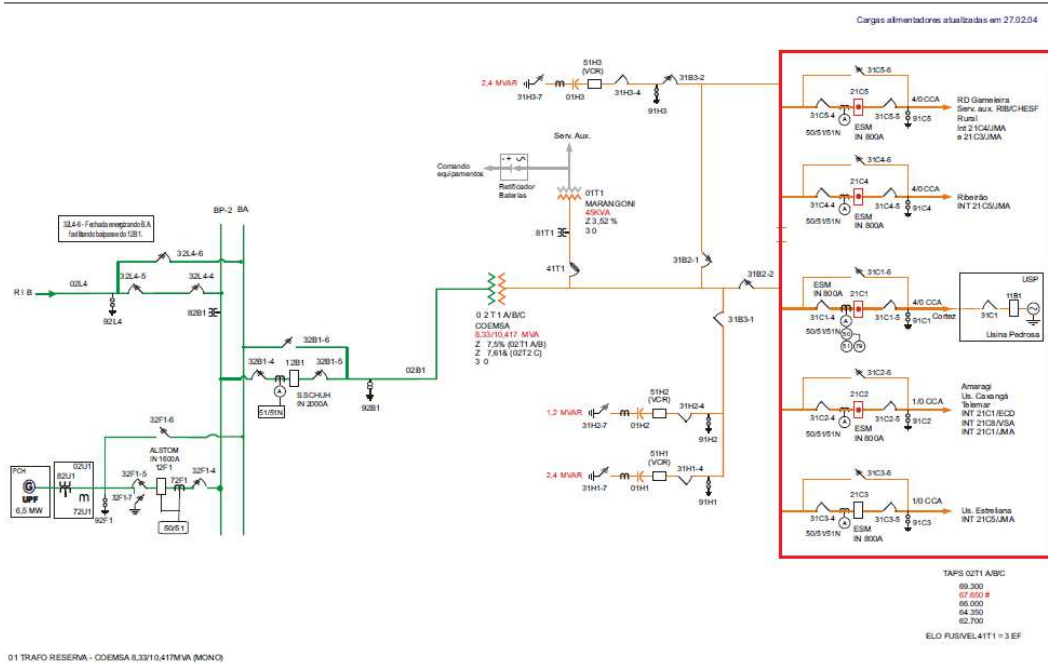 Cargas alimentadores atualizadas em 27.02.04
51H3
(VCR)
2,4 MVAR
31H3-7
01H3
31H3-4
91H3
31B3-2
Serv. Aux.
Comando
equipamentos
Retificador
Baterias
01T1
MARANGONI
45KVA
Z 3,52 %
3 0
81T1
41T1
31B2-1
31B2-2
31B3-1
BP-2
BA
32L4-6 - Fechada energizando B.A
32L4-6
32L4-5
32L4-4
02L4
R I B
92L4
82B1
32B1-6
32B1-4
12B1
32B1-5
02B1
A
51/51N
S.SCHUH
IN 2000A
92B1
0 2 T 1 A/B/C
COEMSA
8,33/10,417 MVA
Z 7,5% (02T1 A/B)
Z 7,61& (02T2 C)
3 0
32F1-6
ALSTOM
IN 1600A
12F1
32F1-5
72F1
32F1-4
32F1-7
50/51
PCH
G
UPF
6,5 MW
02U1
82U1
72U1
92F1
51H2
(VCR)
1,2 MVAR
31H2-7
01H2
31H2-4
91H2
51H1
(VCR)
2,4 MVAR
31H1-7
01H1
31H1-4
91H1
31C5-6
21C5
31C5-4
A
31C5-5
91C5
50/51/51N
ESM
IN 800A
4/0 CCA
RD Gameleira
Serv. aux. RIB/CHESF
Rural
Int 21C4/JMA
e 21C3/JMA
31C4-6
21C4
31C4-4
A
31C4-5
91C4
50/51/51N
ESM
IN 800A
4/0 CCA
Ribeirão
INT 21C5/JMA
31C1-6
ESM
IN 800A
21C1
31C1-4
31C1-5
91C1
50/51/51N
A
50
51
79
4/0 CCA
Cortez
USP
11B1
31C1
Usina Pedrosa
31C2-6
21C2
31C2-4
A
31C2-5
91C2
50/51/51N
ESM
IN 800A
1/0 CCA
Amaragi
Us. Caxangá
Telemar
INT 21C1/ECD
INT 21C8/VSA
INT 21C1/JMA
31C3-6
21C3
31C3-4
A
31C3-5
91C3
50/51/51N
ESM
IN 800A
1/0 CCA
Us. Estreliana
INT 21C5/JMA
TAPS 02T1 A/B/C
69.300
67.650 #
66.000
64.350
62.700
ELO FUSIVEL 41T1 = 3 EF
01 TRAFO RESERVA - COEMSA 8,33/10,417MVA (MONO)